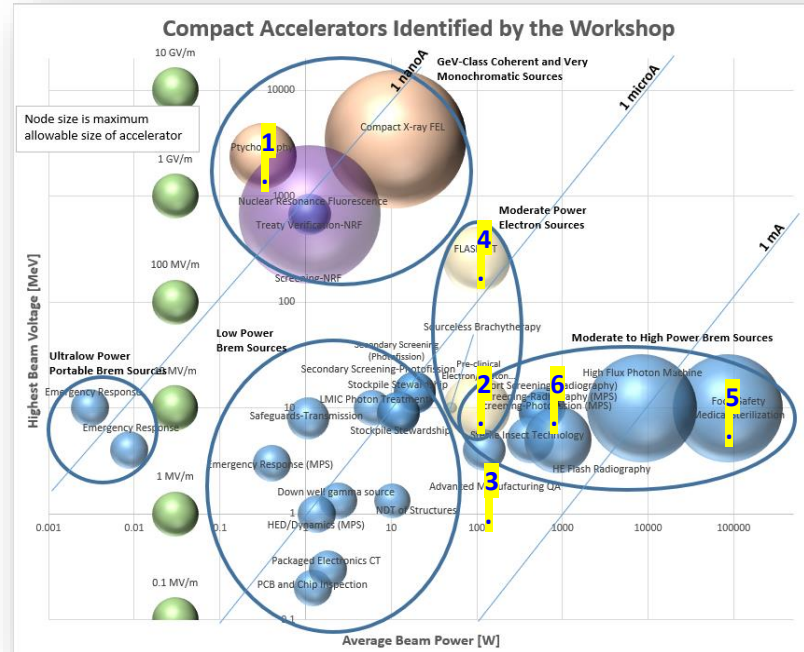 Compact Accelerators Identified by the Workshop
10 GV/m
10000
1 nanoA
GeV-Class Coherent and Very
Monochromatic Sources
1 microA
Node size is maximum
allowable size of accelerator
Compact X-ray FEL
1
1 GV/m
1000
Nuclear Resonance Fluorescence
Treaty Verification-NRF
Screening-NRF
Moderate Power
Electron Sources
4
1 mA
100 MV/m
100
Highest Beam Voltage [MeV]
Sourceless Brachytherapy
Low Power
Brem Sources
Moderate to High Power Brem Sources
Secondary Screening
(Photofission)
Ultralow Power
Portable Brem Sources
Secondary Screening-Photofission
Pre-clinical
High Flux Photon Machine
Stockpile Stewardship
Emergency Response
LMIC Photon Treatment
2
6
5
10
Safeguards-Transmission
Medical Sterilization
Emergency Response
Stockpile Stewardship
Sterile Insect Technology
Emergency Response (MPS)
HE Flash Radiography
1 MV/m
Advanced Manufacturing QA
3
Down well gamma source
NDT of Structures
1
HED/Dynamics (MPS)
0.001
0.01
0.1
10
100
1000
10000
100000
Packaged Electronics CT
0.1 MV/m
PCB and Chip Inspection
0.1
Average Beam Power [W]